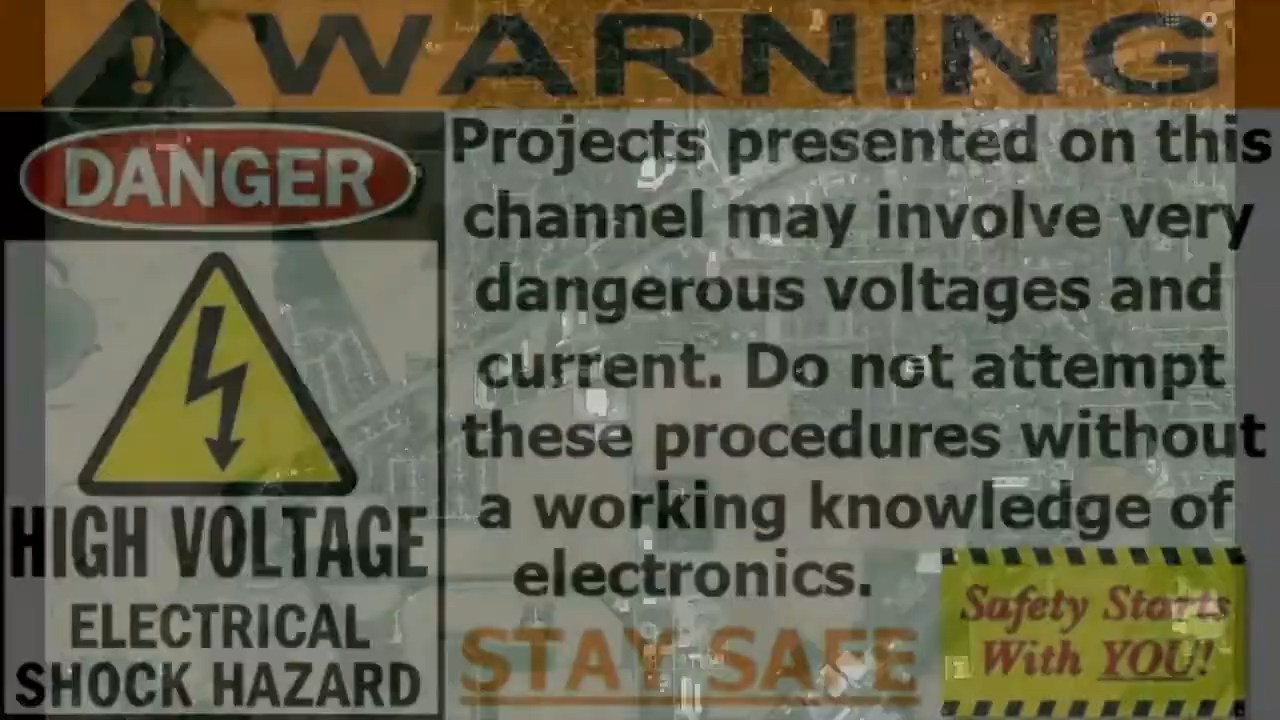 WARNING
DANGER
HIGH VOLTAGE
ELECTRICAL
SHOCK HAZARD
Projects presented on this
channel may involve very
dangerous voltages and
current. Do not attempt
these procedures without
a working knowledge of
electronics.
STAY SAFE
Safety Starts
With YOU!